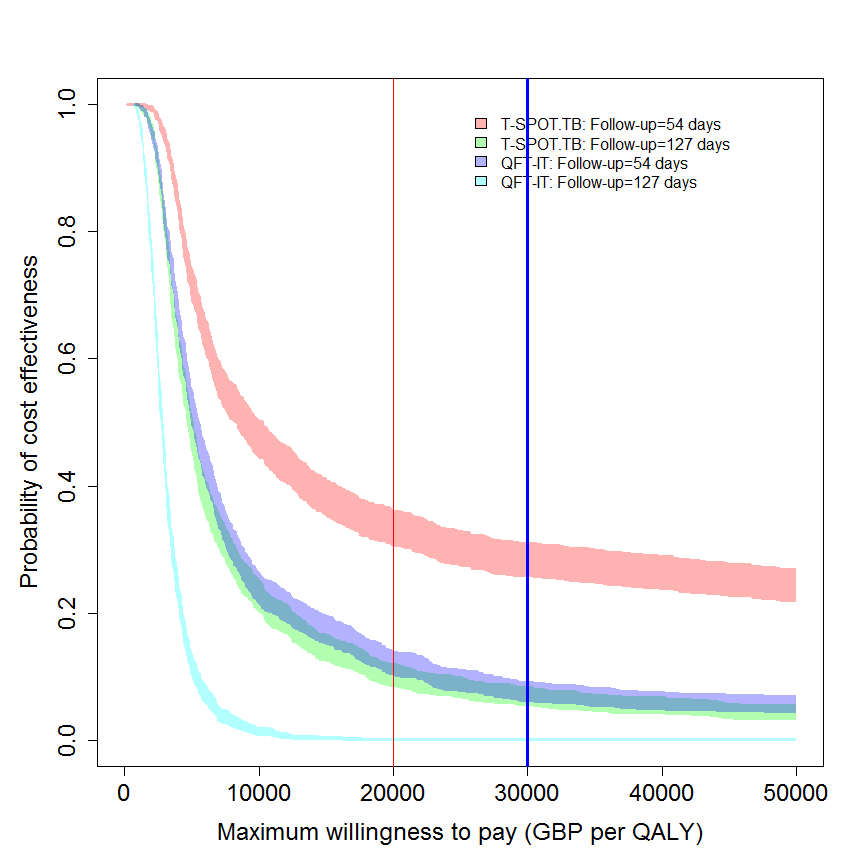 T-SPOT.TB: Follow-up=54 days
T-SPOT.TB: Follow-up=127 days
QFT-IT: Follow-up=54 days
QFT-IT: Follow-up=127 days
Probability of cost effectiveness
1.0
0.8
0.6
0.4
0.2
0.0
0
10000
20000
30000
40000
50000
Maximum willingness to pay (GBP per QALY)